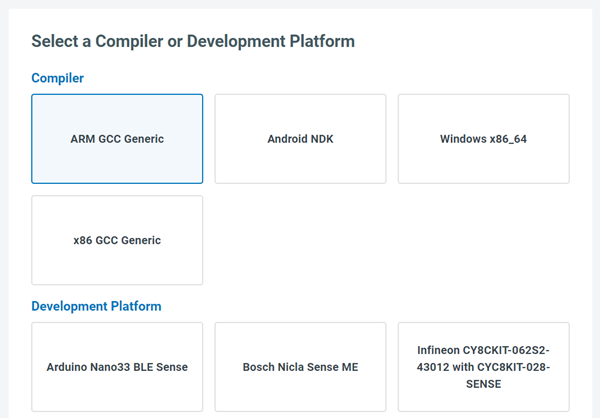 Select a Compiler or Development Platform
Compiler
ARM GCC Generic
Android NDK
Windows x86_64
x86 GCC Generic
Development Platform
Arduino Nano33 BLE Sense
Bosch Nicla Sense ME
Infineon CY8CKIT-062S2-
43012 with CYC8KIT-028-
SENSE